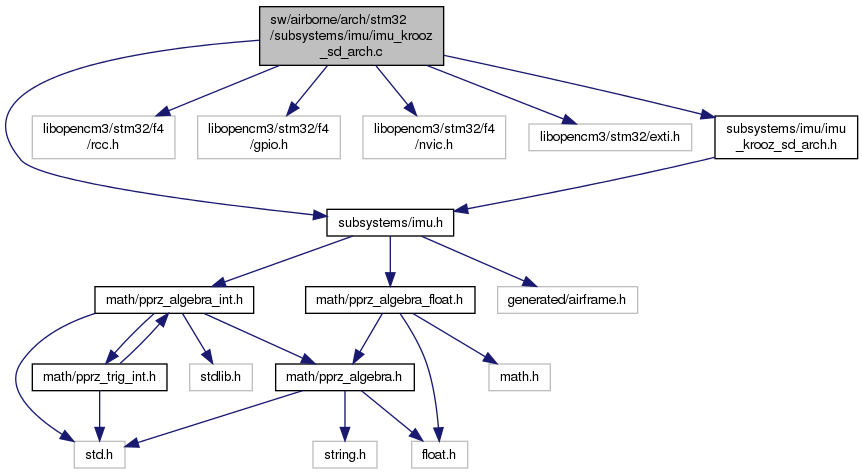 sw/airborne/arch/stm32
/subsystems/imu/imu_krooz
_sd_arch.c
libopencm3/stm32/f4
/rcc.h
libopencm3/stm32/f4
/gpio.h
libopencm3/stm32/f4
/nvic.h
libopencm3/stm32/exti.h
subsystems/imu/imu
_krooz_sd_arch.h
subsystems/imu.h
math/pprz_algebra_int.h
math/pprz_algebra_float.h
generated/airframe.h
math/pprz_trig_int.h
stdlib.h
math/pprz_algebra.h
math.h
std.h
string.h
float.h